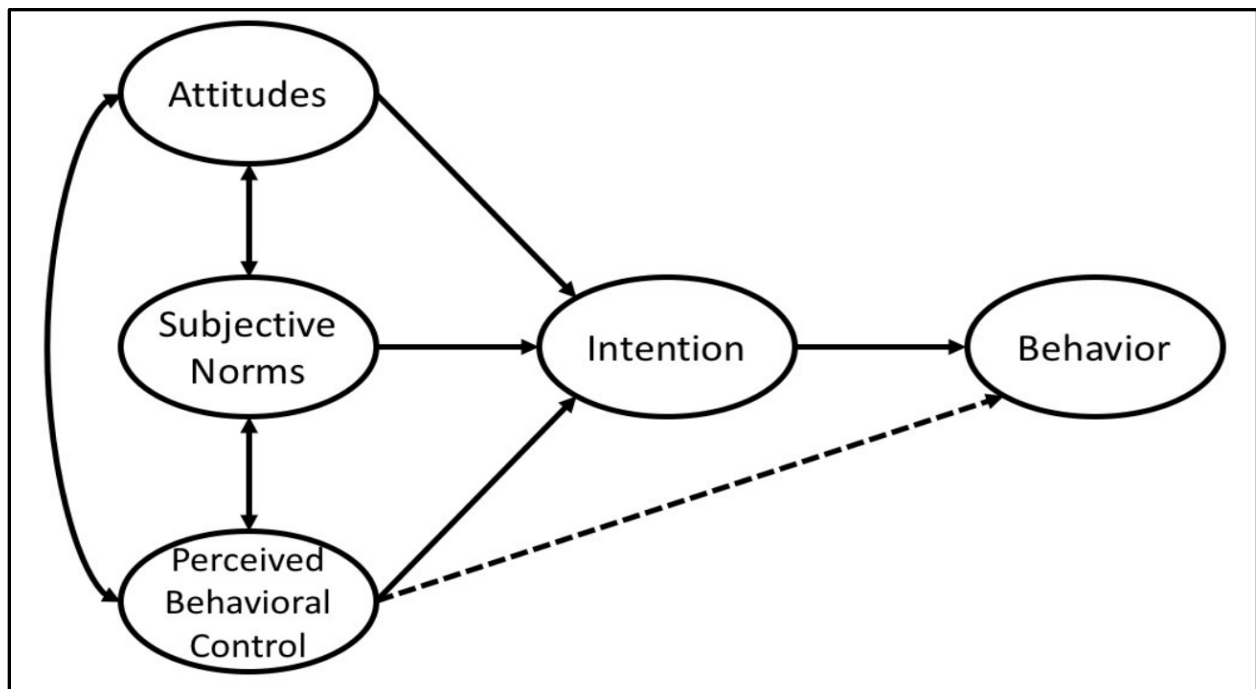 Attitudes
Subjective
Norms
Intention
Behavior
Perceived
Behavioral
Control